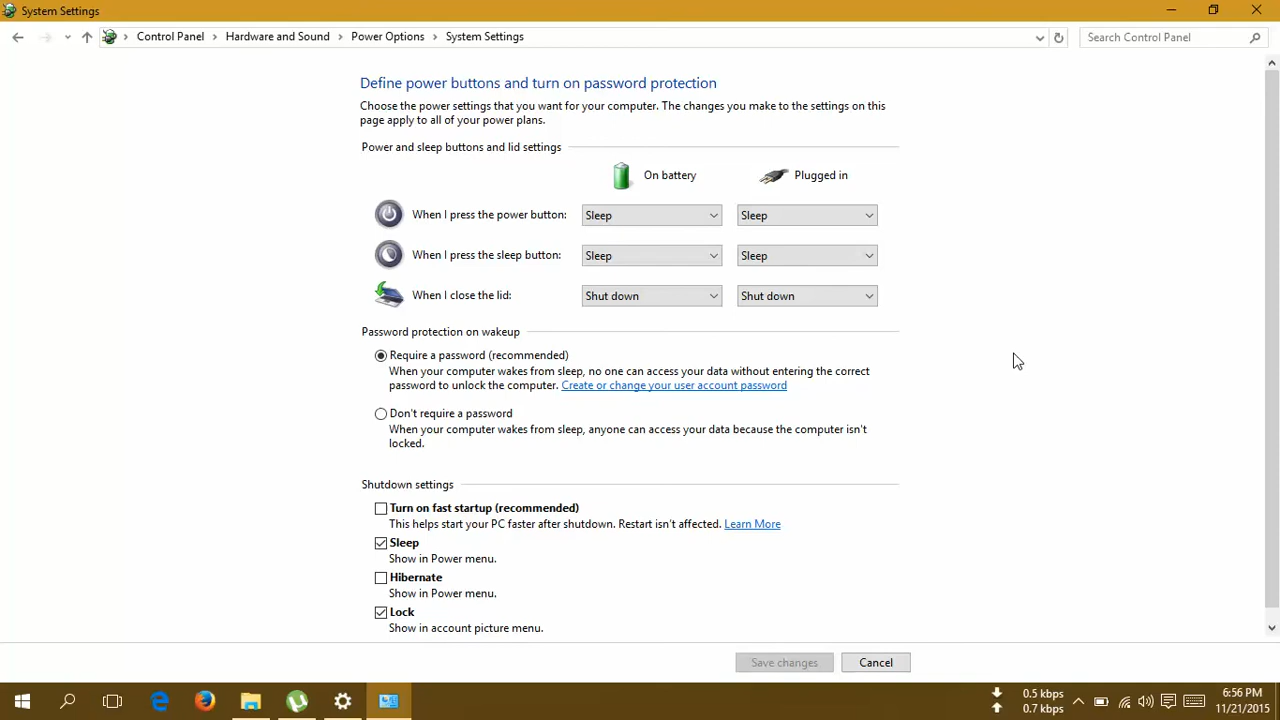 System Settings
Control Panel > Hardware and Sound > Power Options > System Settings
Search Control Panel
Define power buttons and turn on password protection
Choose the power settings that you want for your computer. The changes you make to the settings on this
page apply to all of your power plans.
Power and sleep buttons and lid settings
On battery Plugged in
When I press the power button: Sleep Sleep
When I press the sleep button: Sleep Sleep
When I close the lid: Shut down Shut down
Password protection on wakeup
Require a password (recommended)
When your computer wakes from sleep, no one can access your data without entering the correct
password to unlock the computer. Create or change your user account password
Don't require a password
When your computer wakes from sleep, anyone can access your data because the computer isn't
locked.
Shutdown settings
Turn on fast startup (recommended)
This helps start your PC faster after shutdown. Restart isn't affected. Learn More
Sleep
Show in Power menu.
Hibernate
Show in Power menu.
Lock
Show in account picture menu.
Save changes Cancel
0.5 kbps
0.7 kbps
6:56 PM
11/21/2015